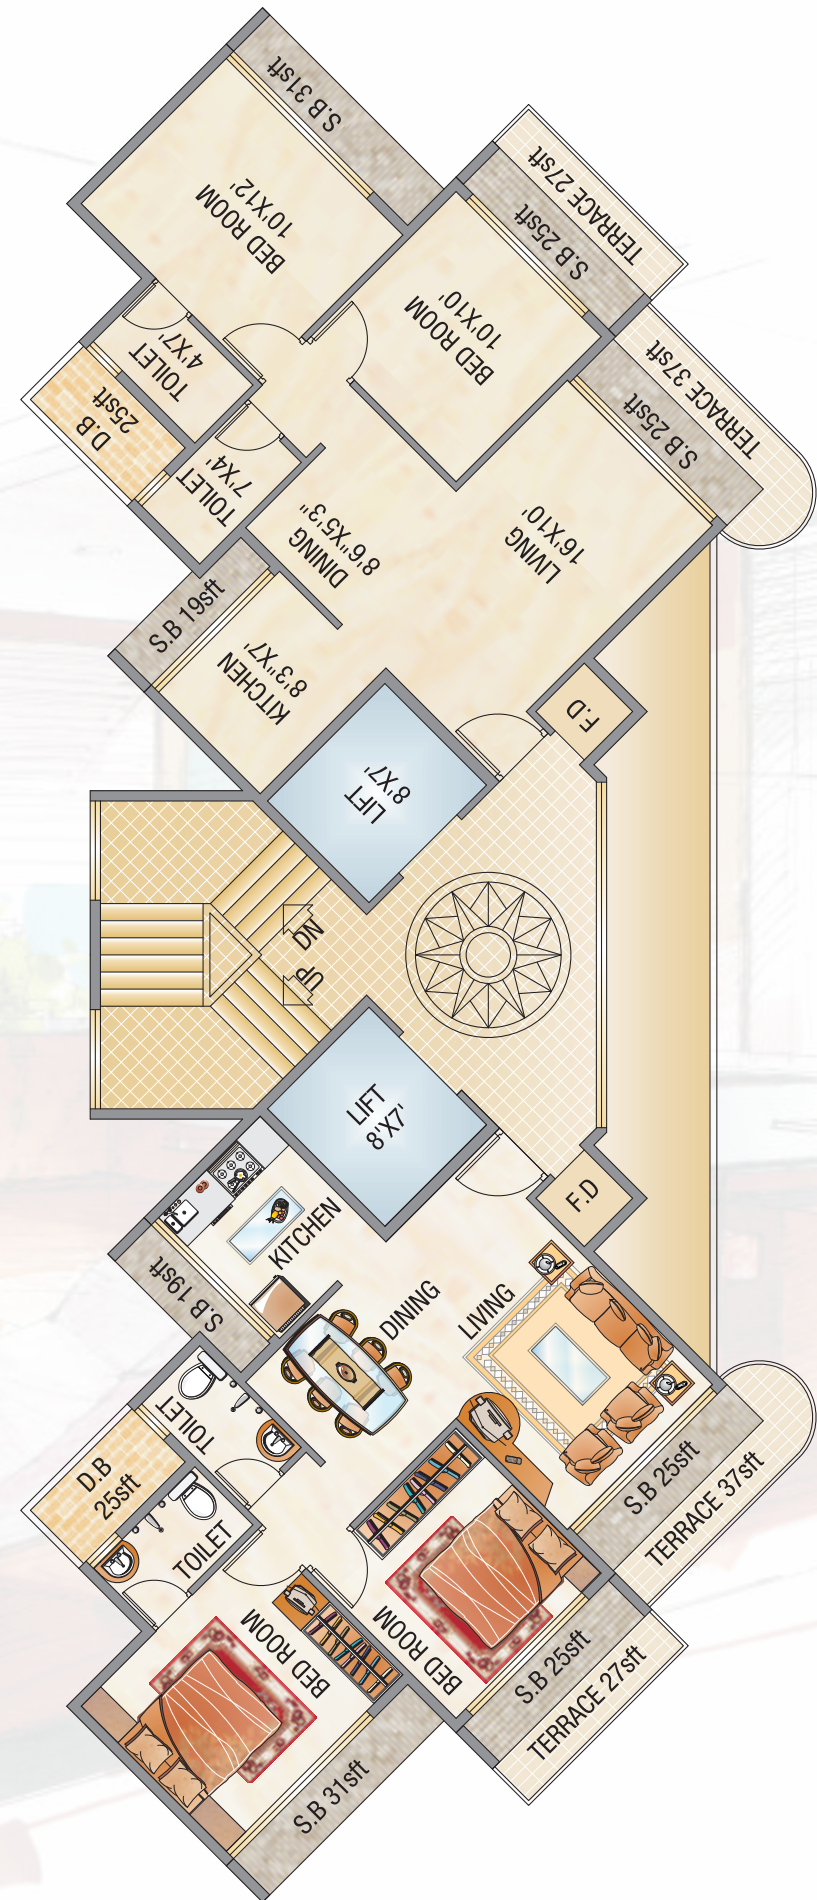 S.B 31sft
BED ROOM
10'X12'
TERRACE 27sft
S.B 25sft
BED ROOM
10'X10'
TOILET
4'X7'
D.B
25sft
TERRACE 37sft
S.B 25sft
TOILET
7'X4'
DINING
8'6"X5'3"
LIVING
16'X10'
S.B 19sft
KITCHEN
8'3"X7'
F.D
LIFT
8'X7'
DN
UP
LIFT
8'X7'
F.D
KITCHEN
S.B 19sft
DINING
LIVING
TOILET
D.B
25sft
TOILET
S.B 25sft
TERRACE 37sft
BED ROOM
BED ROOM
S.B 25sft
TERRACE 27sft
S.B 31sft